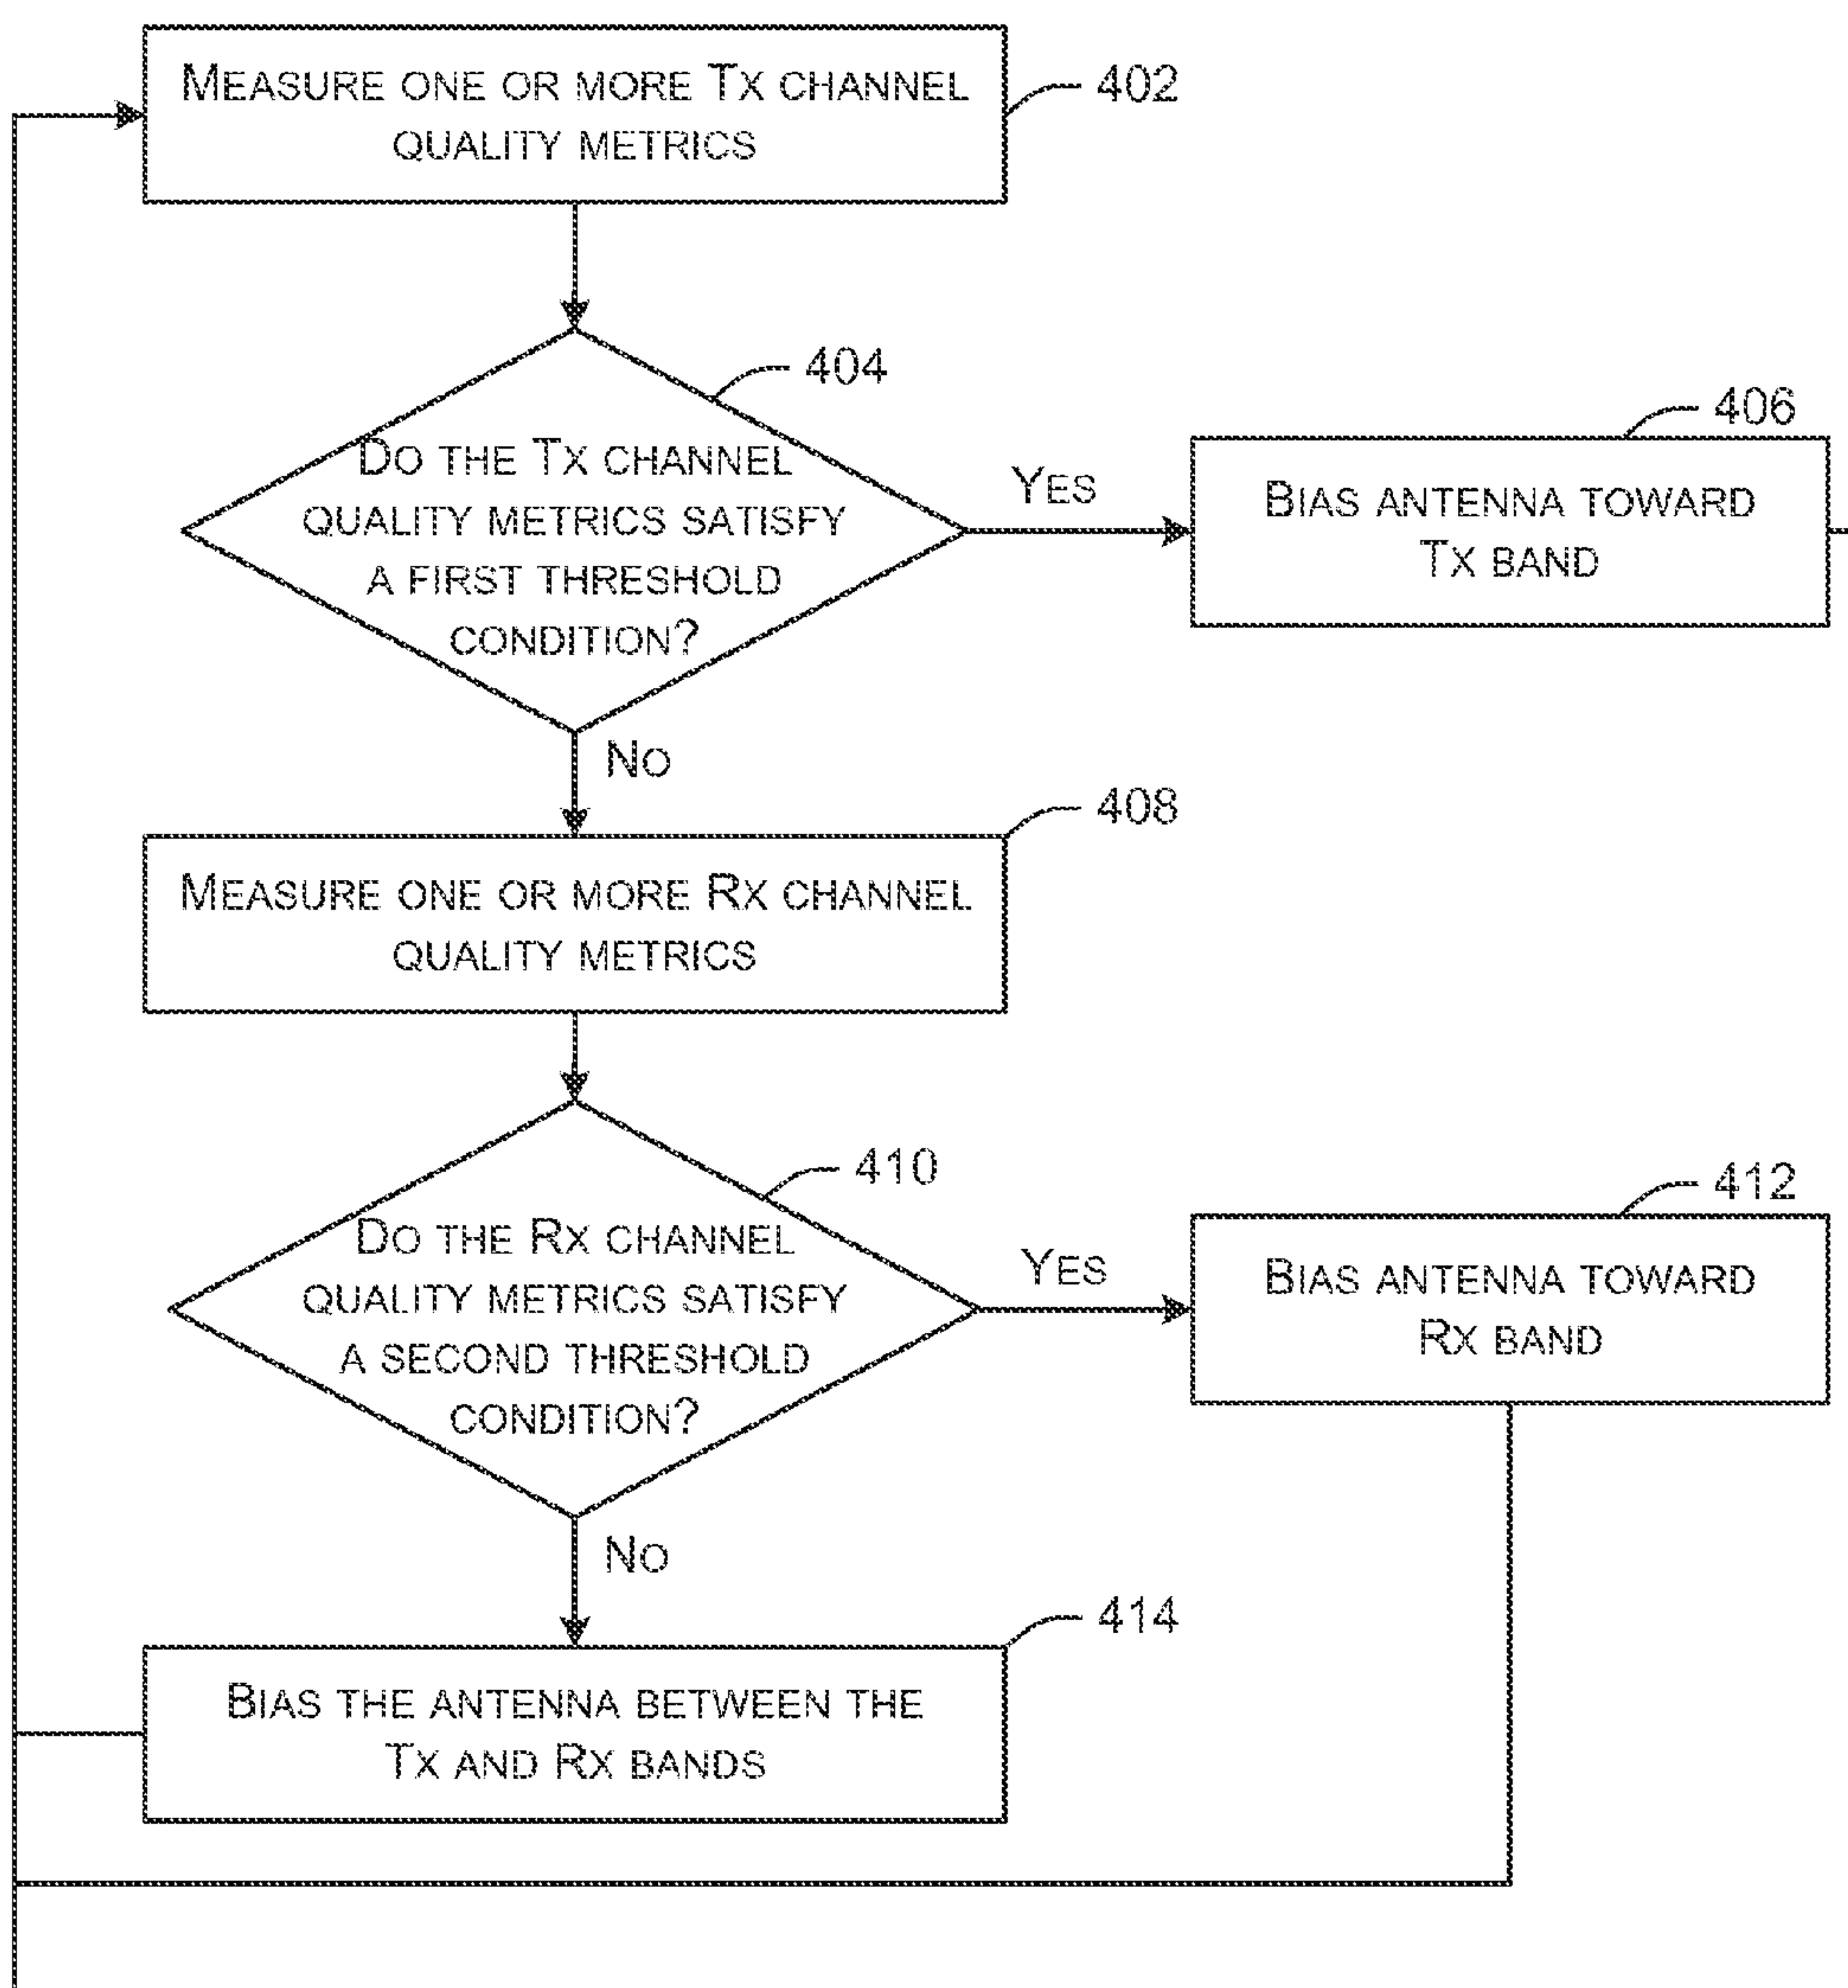 MEASURE ONE OR MORE TX CHANNEL
QUALITY METRICS
402
404
DO THE TX CHANNEL
QUALITY METRICS SATISFY
A FIRST THRESHOLD
CONDITION?
YES
406
BIAS ANTENNA TOWARD
TX BAND
NO
408
MEASURE ONE OR MORE RX CHANNEL
QUALITY METRICS
410
DO THE RX CHANNEL
QUALITY METRICS SATISFY
A SECOND THRESHOLD
CONDITION?
YES
412
BIAS ANTENNA TOWARD
RX BAND
NO
414
BIAS THE ANTENNA BETWEEN THE
TX AND RX BANDS